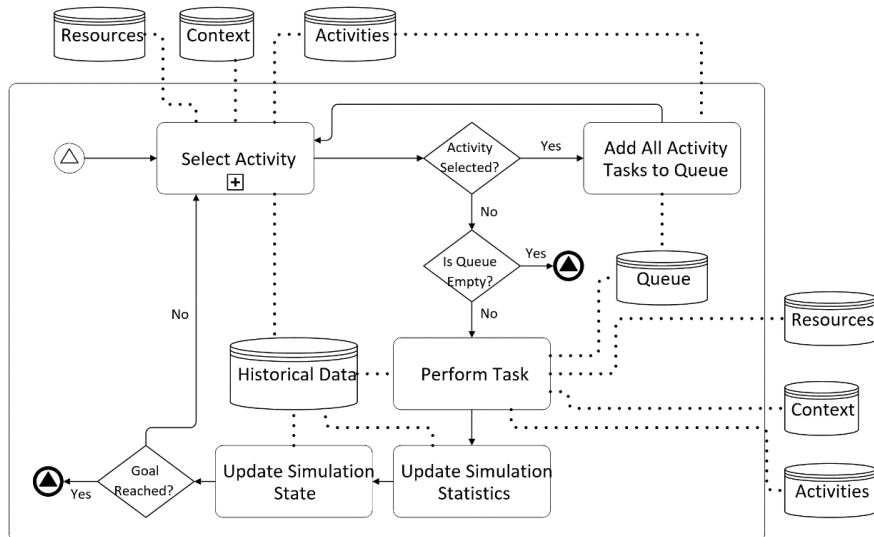 Resources
Context
Activities
Select Activity
Activity
Selected?
Yes
Add All Activity
Tasks to Queue
No
Is Queue
Empty?
Yes
Queue
No
No
Resources
Historical Data
Perform Task
Context
Goal
Reached?
Yes
Update Simulation
State
Update Simulation
Statistics
Activities